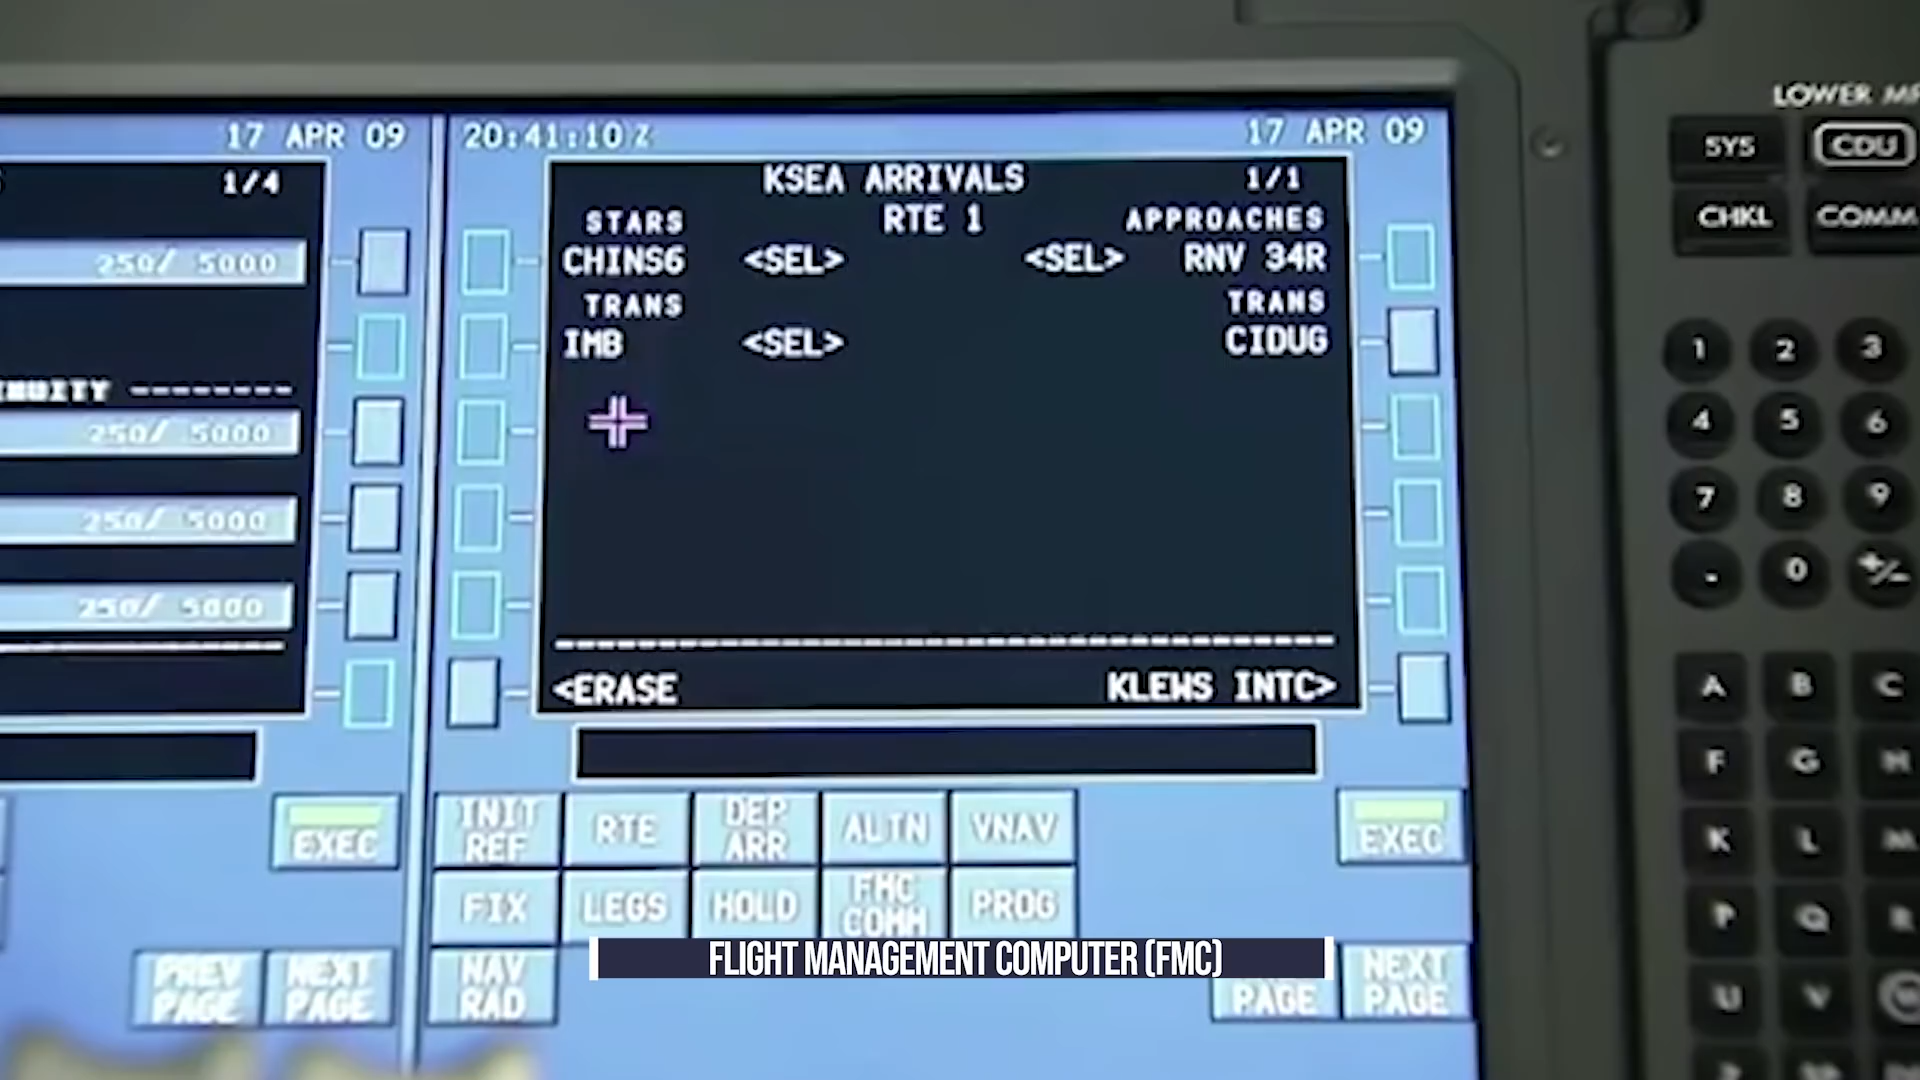 17 APR 09
1/4
250/ 5000
NUITY --------
250/ 5000
250/ 5000
250/ 5000
EXEC
PREV PAGE
NEXT PAGE
20:41:10Z
17 APR 09
KSEA ARRIVALS 1/1
STARS RTE 1 APPROACHES
CHINS6 <SEL> <SEL> RNV 34R
TRANS TRANS
IMB <SEL> CIDUG
<ERASE KLEWS INTC>
INIT REF
RTE
DEP ARR
ALTN
VNAV
EXEC
FIX
LEGS
HOLD
FMC COMM
PROG
NAV RAD
FLIGHT MANAGEMENT COMPUTER (FMC)
PAGE
NEXT PAGE
LOWER
SYS
CDU
CHKL
COMM
1 2 3
4 5 6
7 8 9
. 0 +/-
A B C
F G H
K L M
P Q R
U V